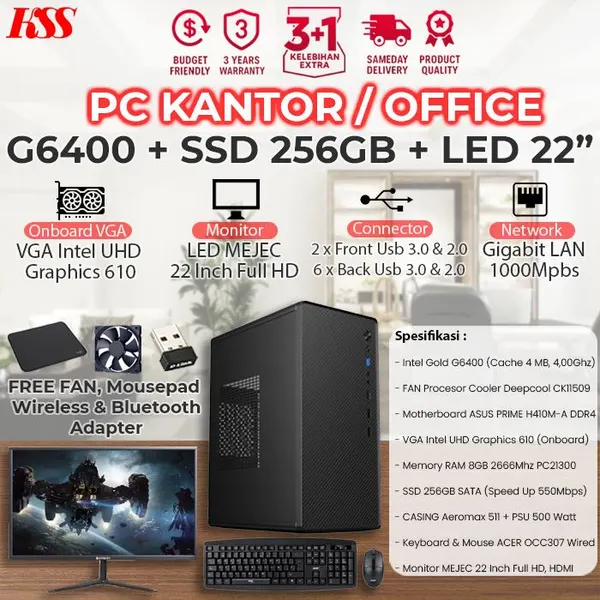 KSS
BUDGET
FRIENDLY
3
3 YEARS
WARRANTY
3+1
KELEBIHAN
EXTRA
SAMEDAY
DELIVERY
PRODUCT
QUALITY
PC KANTOR / OFFICE
G6400 + SSD 256GB + LED 22”
Onboard VGA
VGA Intel UHD
Graphics 610
Monitor
LED MEJEC
22 Inch Full HD
Connector
2 x Front Usb 3.0 & 2.0
6 x Back Usb 3.0 & 2.0
Network
Gigabit LAN
1000Mpbs
FREE FAN, Mousepad
Wireless & Bluetooth
Adapter
Spesifikasi :
- Intel Gold G6400 (Cache 4 MB, 4,00Ghz)
- FAN Procesor Cooler Deepcool CK11509
- Motherboard ASUS PRIME H410M-A DDR4
- VGA Intel UHD Graphics 610 (Onboard)
- Memory RAM 8GB 2666Mhz PC21300
- SSD 256GB SATA (Speed Up 550Mbps)
- CASING Aeromax 511 + PSU 500 Watt
- Keyboard & Mouse ACER OCC307 Wired
- Monitor MEJEC 22 Inch Full HD, HDMI